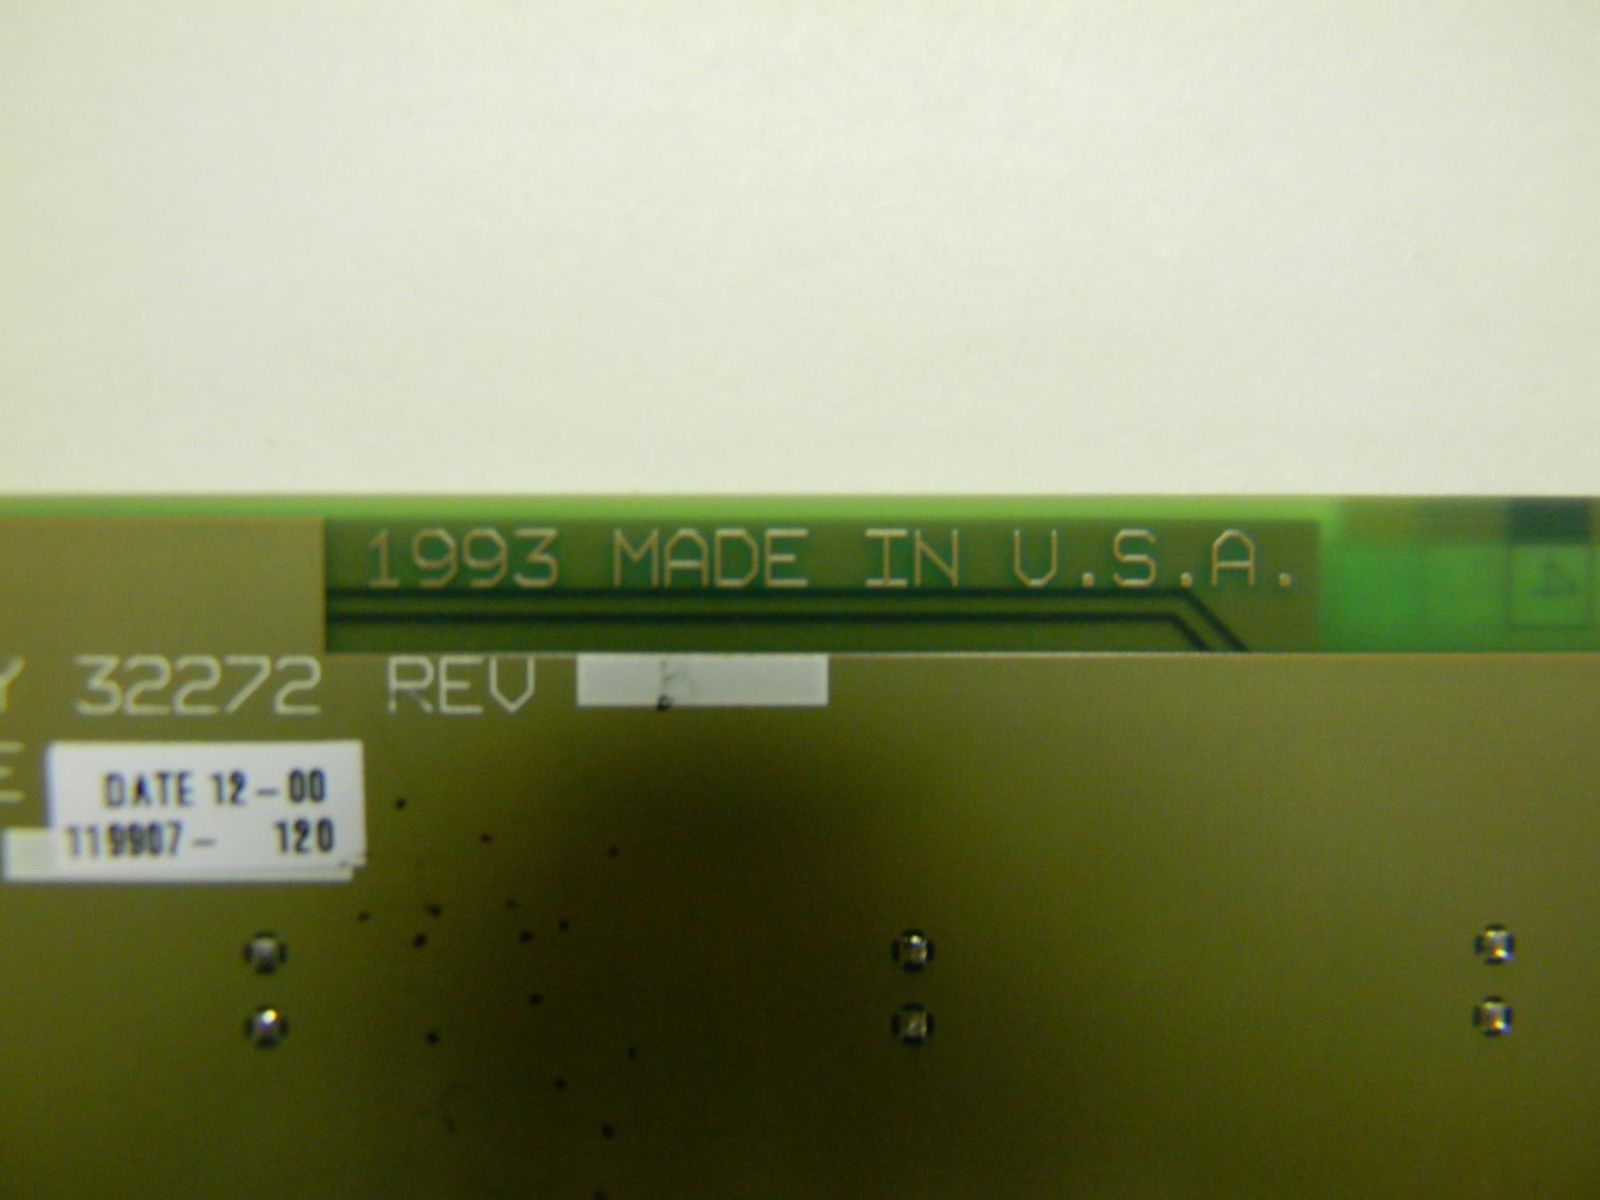 1993 MADE IN U.S.A.
Y 32272 REV
E
DATE 12-00
119907- 120